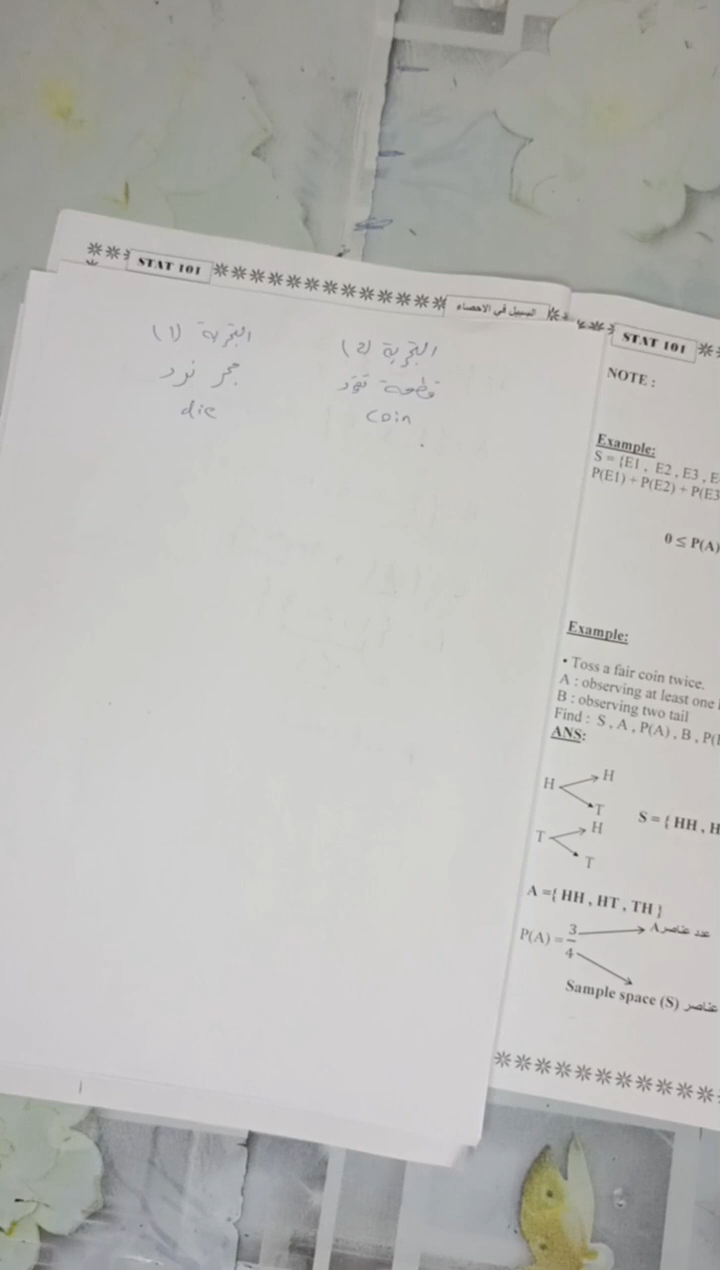 STAT 101
السبيل في الاحصاء
التجربة (1)
حجر نرد
die
التجربة (2)
قطعة نقود
coin
STAT 101
NOTE :
Example:
S = {E1 , E2 , E3 , E
P(E1) + P(E2) + P(E3
0 ≤ P(A)
Example:
• Toss a fair coin twice.
A : observing at least one
B : observing two tail
Find : S , A , P(A) , B , P(
ANS:
H H
T
T H
T
S = { HH , H
A ={ HH , HT , TH }
P(A) = 3/4
عدد عناصر A
Sample space (S) عناصر